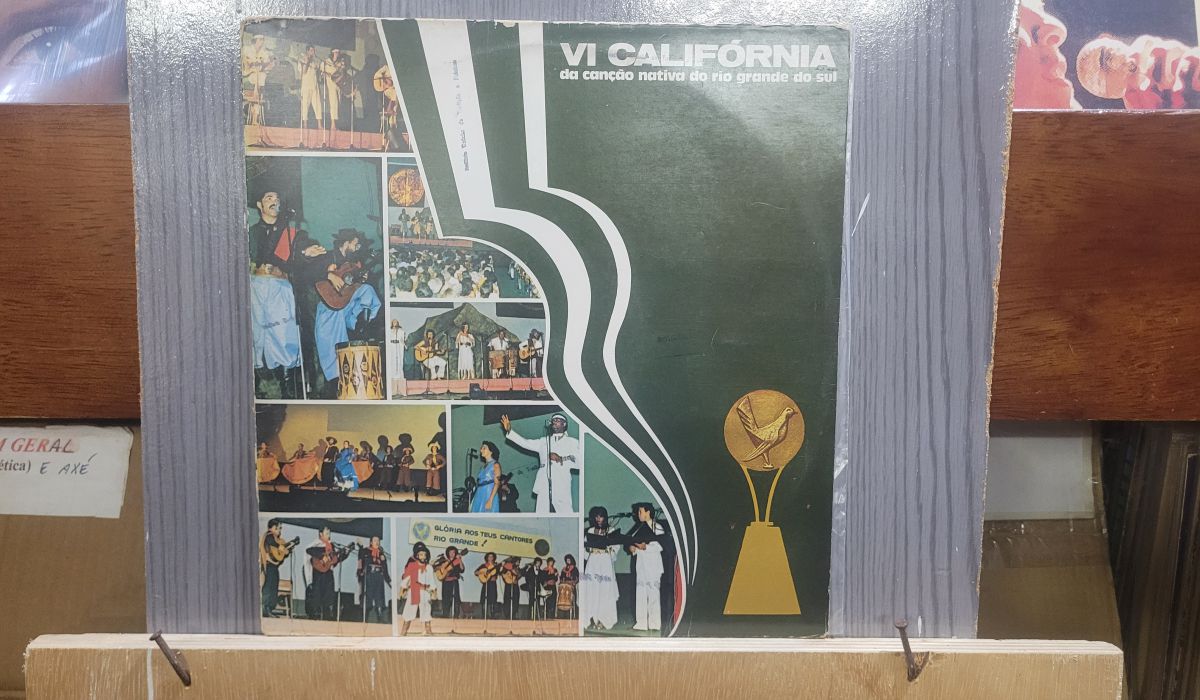 VI CALIFÓRNIA
da canção nativa do rio grande do sul
GLÓRIA AOS TEUS CANTORES
RIO GRANDE!
M GERAL
ética) E AXÉ